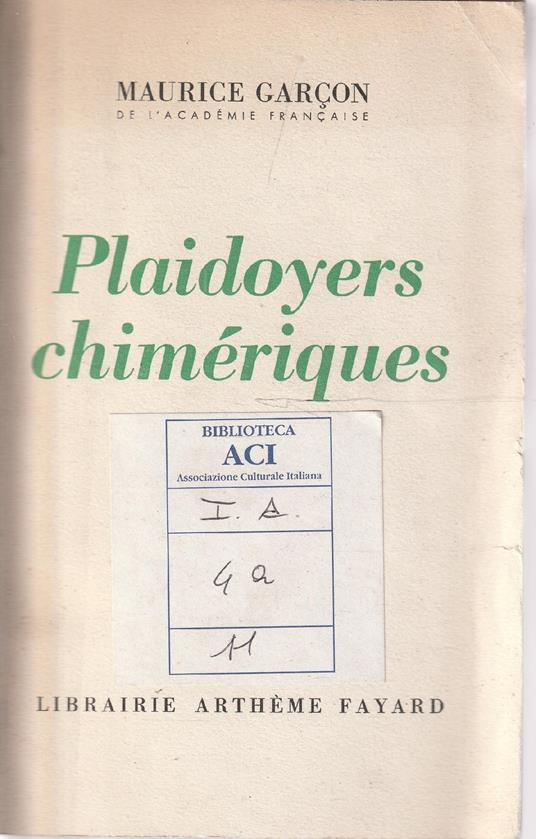 MAURICE GARÇON
DE L'ACADÉMIE FRANÇAISE
Plaidoyers
chimériques
BIBLIOTECA
ACI
Associazione Culturale Italiana
I. A.
4 a
11
LIBRAIRIE ARTHÈME FAYARD